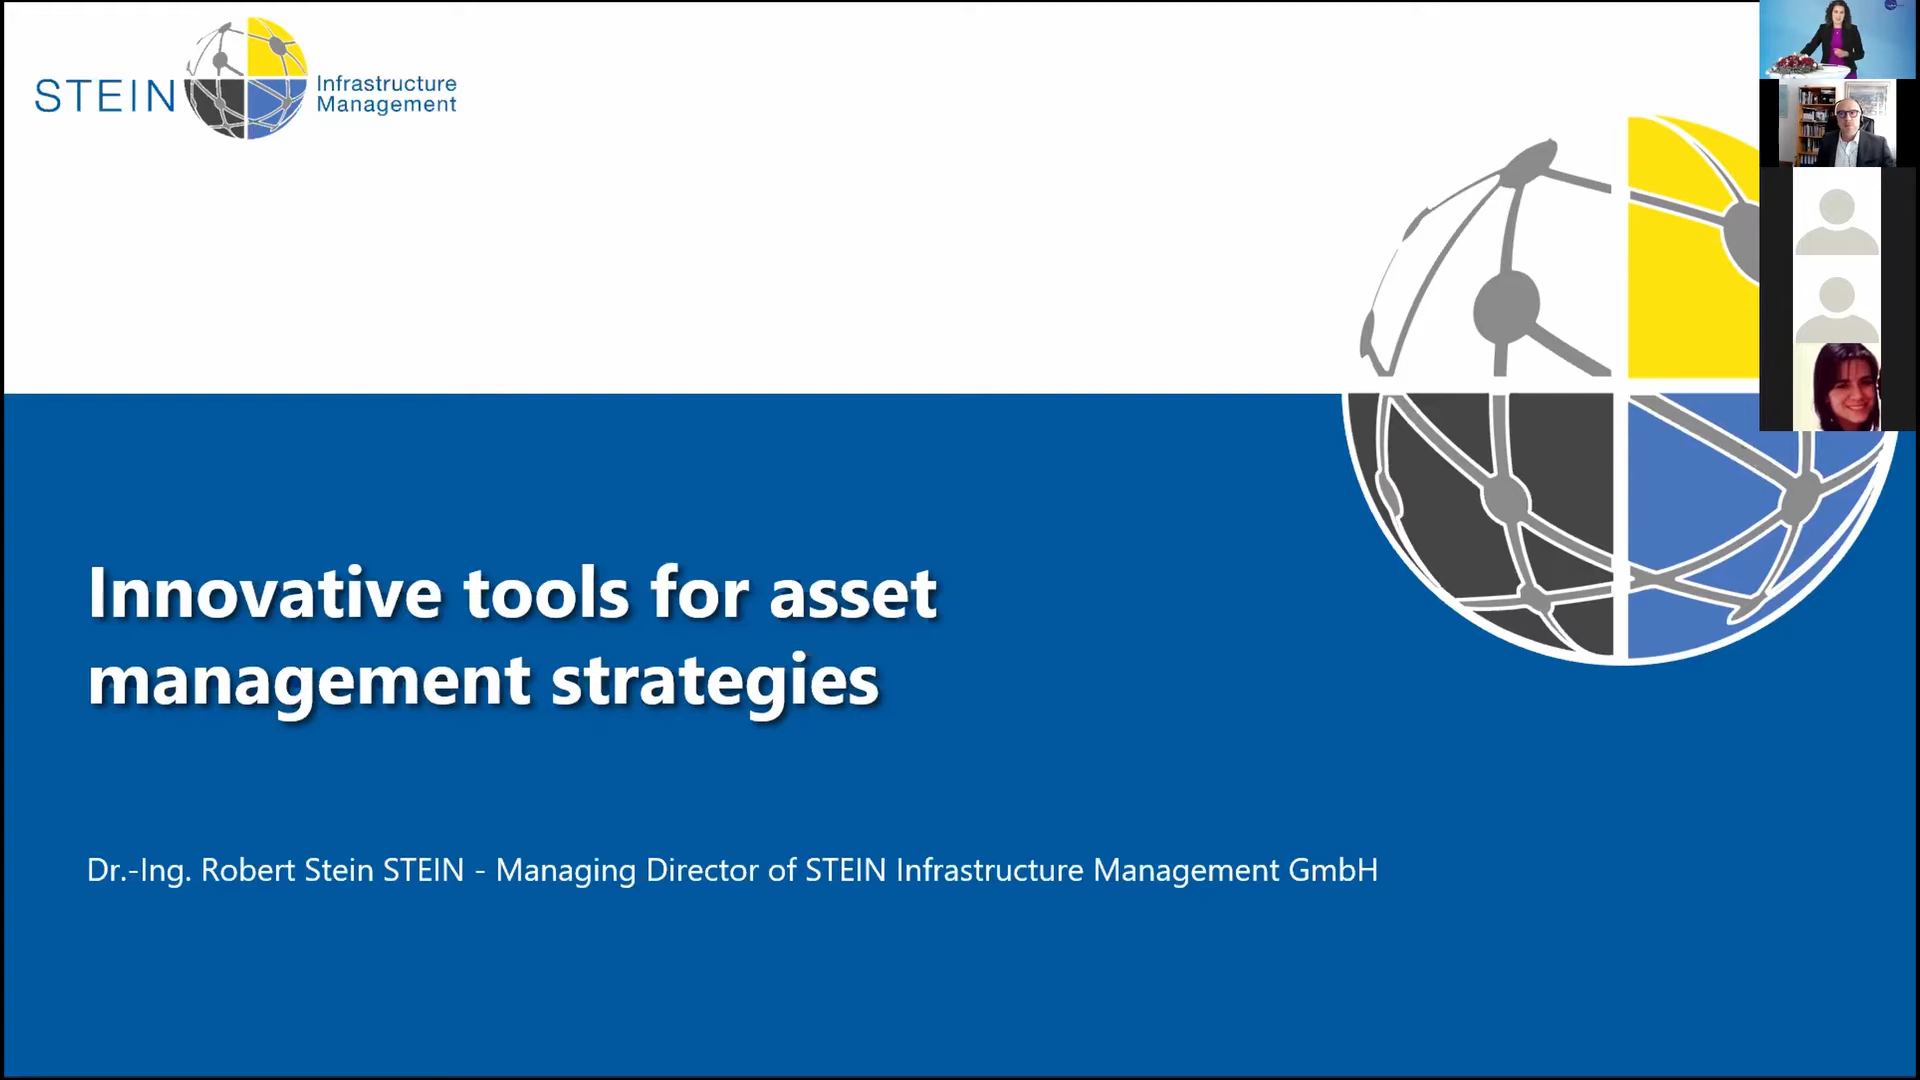 STEIN
Infrastructure
Management
Innovative tools for asset
management strategies
Dr.-Ing. Robert Stein STEIN - Managing Director of STEIN Infrastructure Management GmbH